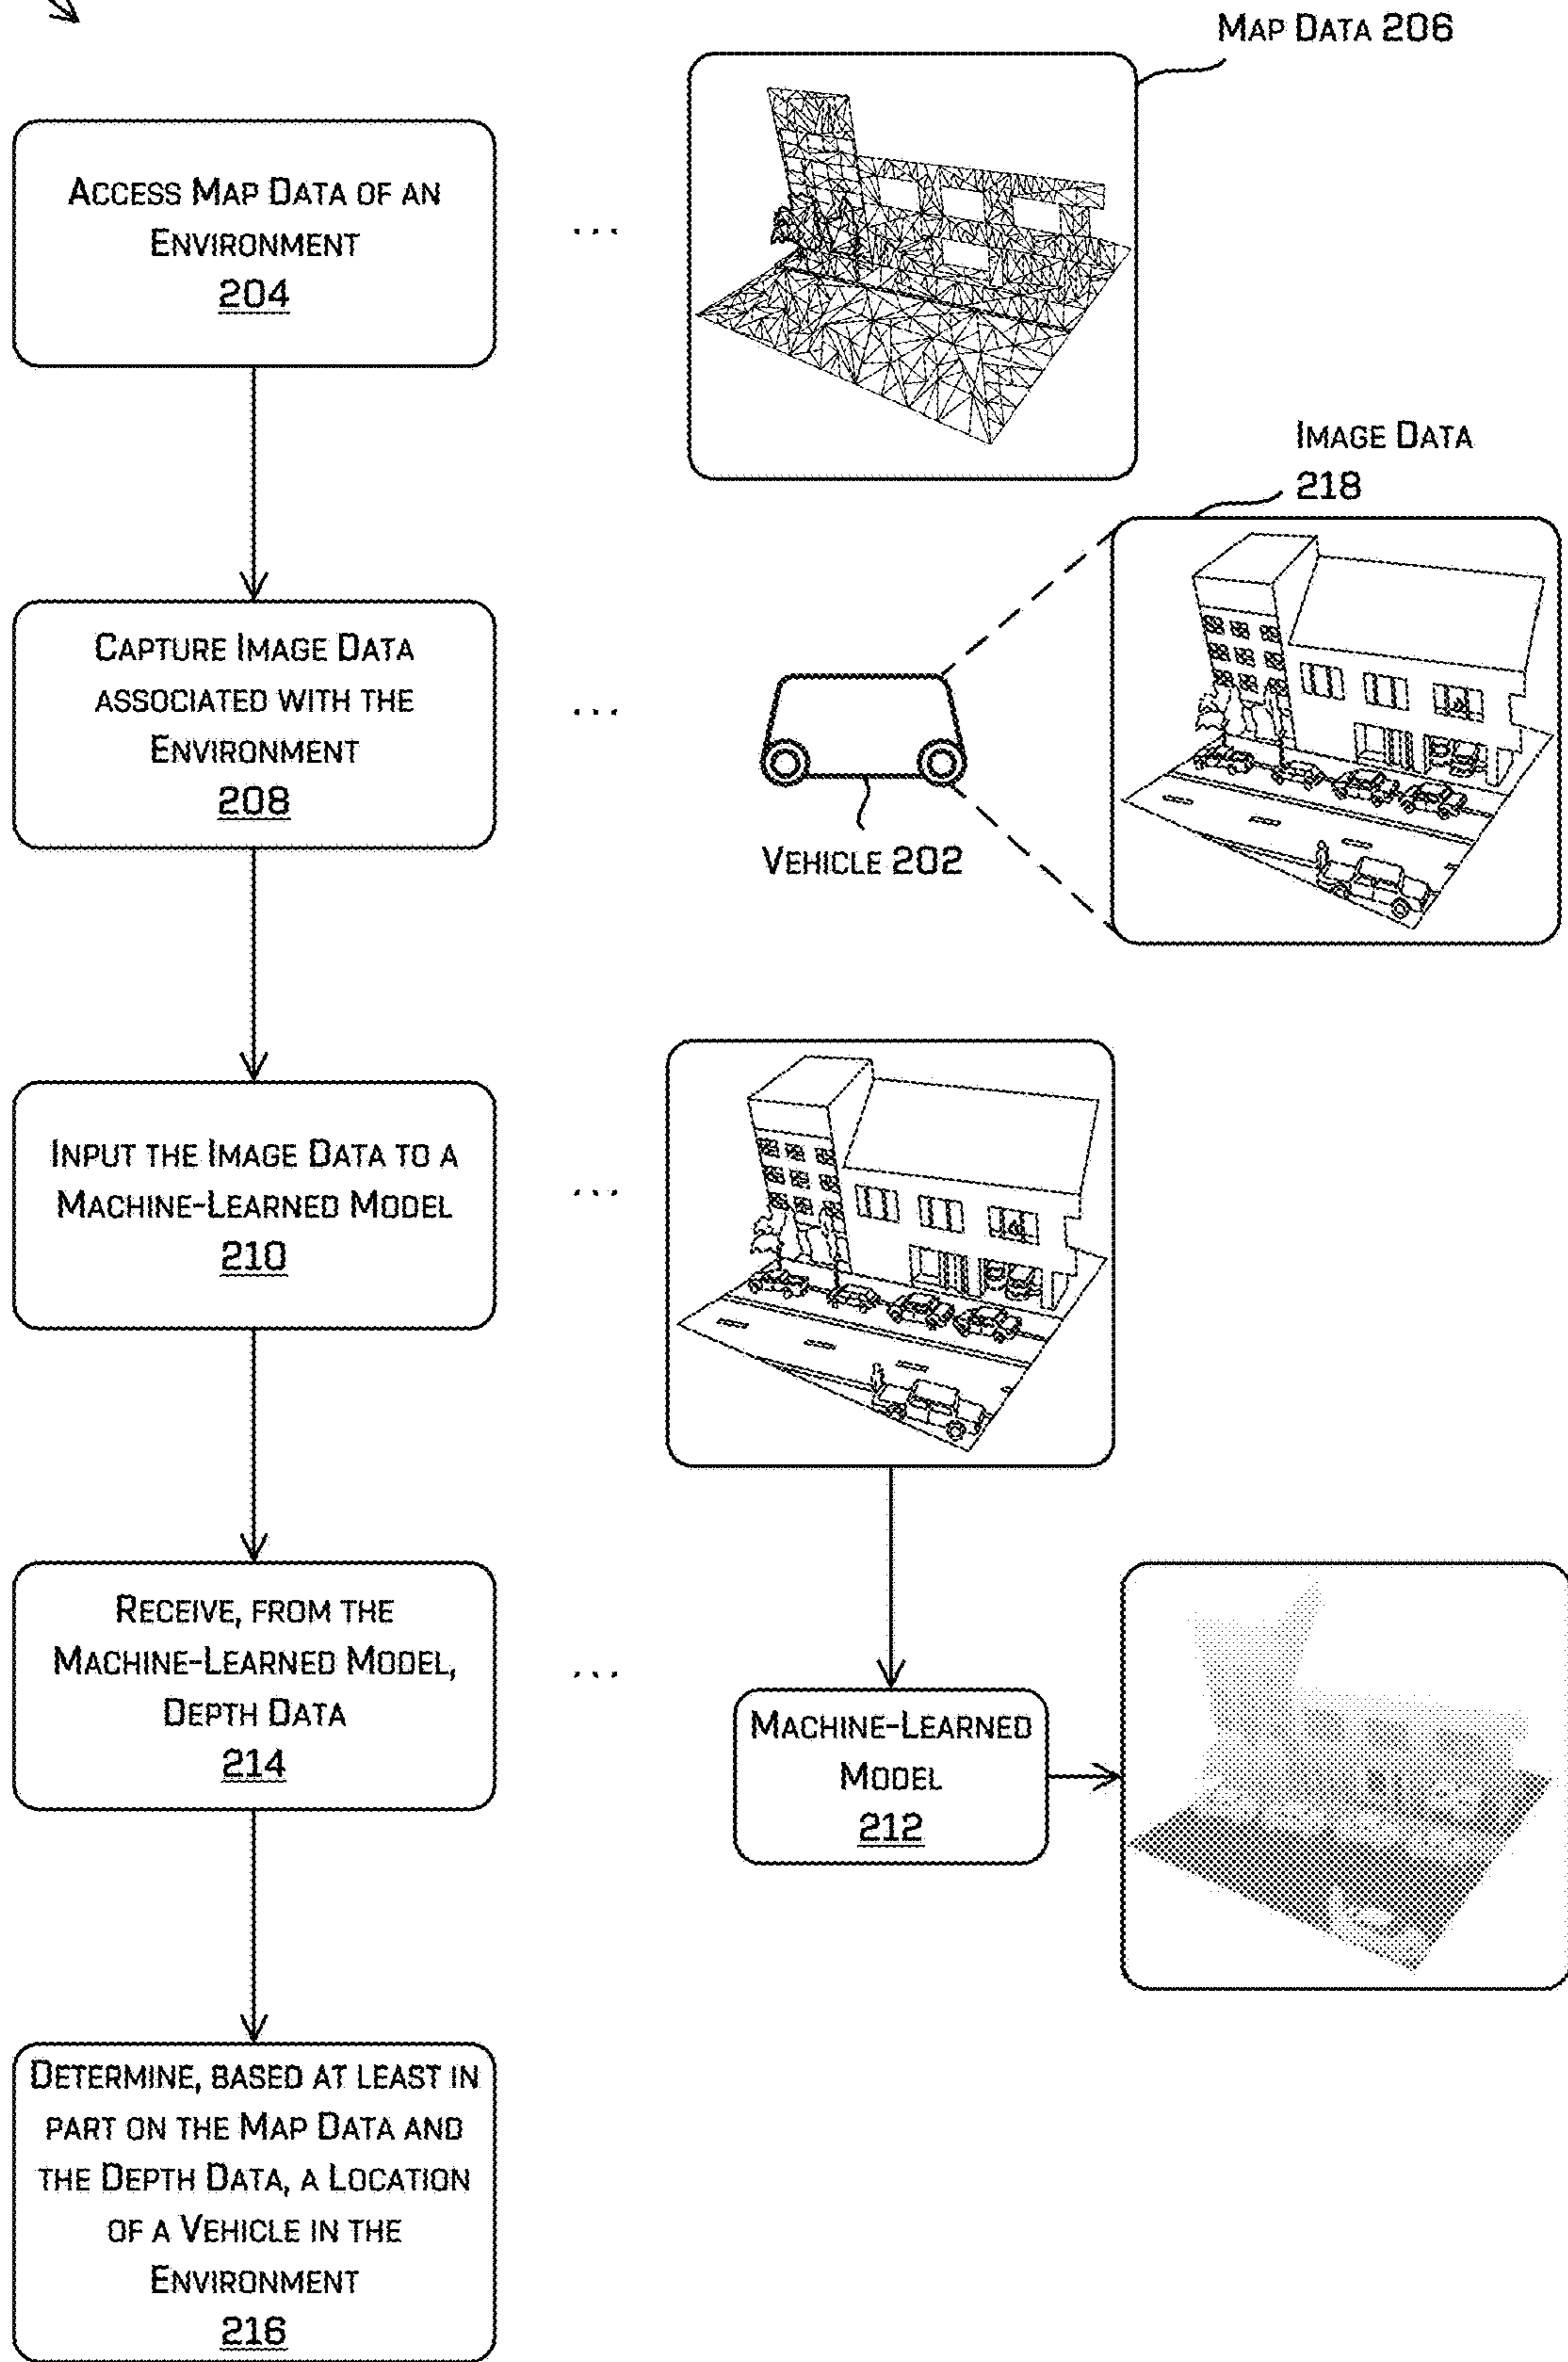 MAP DATA 206
ACCESS MAP DATA OF AN
ENVIRONMENT
204
...
IMAGE DATA
218
CAPTURE IMAGE DATA
ASSOCIATED WITH THE
ENVIRONMENT
208
...
VEHICLE 202
INPUT THE IMAGE DATA TO A
MACHINE-LEARNED MODEL
210
...
RECEIVE, FROM THE
MACHINE-LEARNED MODEL,
DEPTH DATA
214
...
MACHINE-LEARNED
MODEL
212
DETERMINE, BASED AT LEAST IN
PART ON THE MAP DATA AND
THE DEPTH DATA, A LOCATION
OF A VEHICLE IN THE
ENVIRONMENT
216